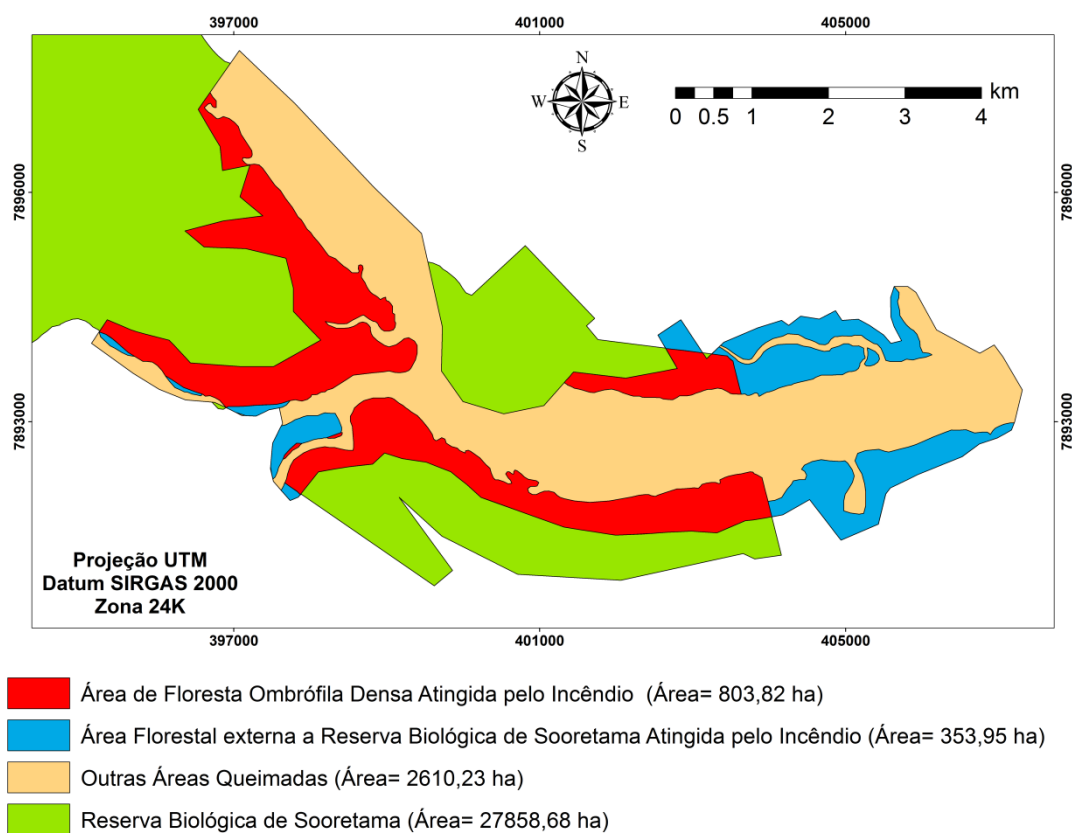 397000 401000 405000
N
W E
S
km
0 0.5 1 2 3 4
7896000 7896000
7893000 7893000
Projeção UTM
Datum SIRGAS 2000
Zona 24K
397000 401000 405000
Área de Floresta Ombrófila Densa Atingida pelo Incêndio (Área= 803,82 ha)
Área Florestal externa a Reserva Biológica de Sooretama Atingida pelo Incêndio (Área= 353,95 ha)
Outras Áreas Queimadas (Área= 2610,23 ha)
Reserva Biológica de Sooretama (Área= 27858,68 ha)